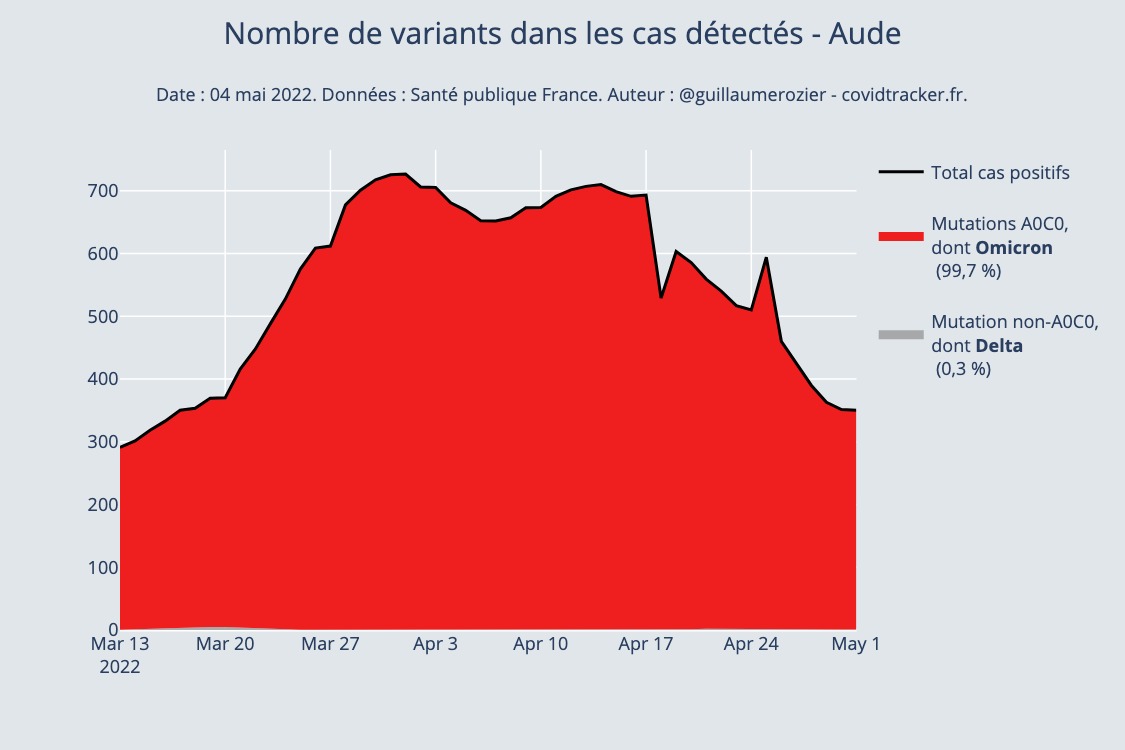 Nombre de variants dans les cas détectés - Aude
Date : 04 mai 2022. Données : Santé publique France. Auteur : @guillaumerozier - covidtracker.fr.
Total cas positifs
Mutations A0C0,
dont Omicron
(99,7 %)
Mutation non-A0C0,
dont Delta
(0,3 %)
700
600
500
400
300
200
100
0
Mar 13 Mar 20 Mar 27 Apr 3 Apr 10 Apr 17 Apr 24 May 1
2022